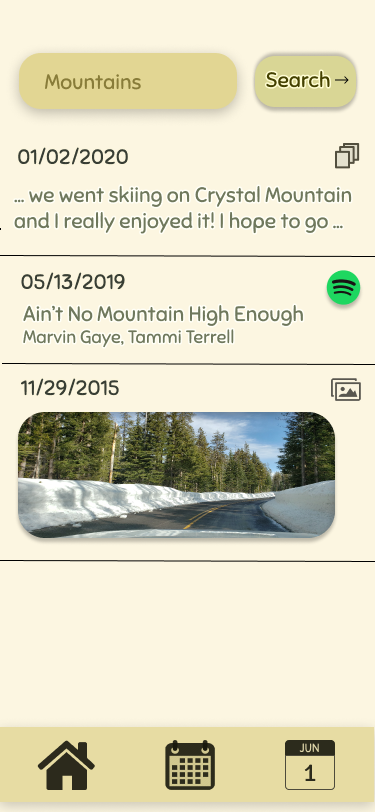 Mountains
Search →
01/02/2020
... we went skiing on Crystal Mountain
and I really enjoyed it! I hope to go ...
05/13/2019
Ain't No Mountain High Enough
Marvin Gaye, Tammi Terrell
11/29/2015
JUN
1